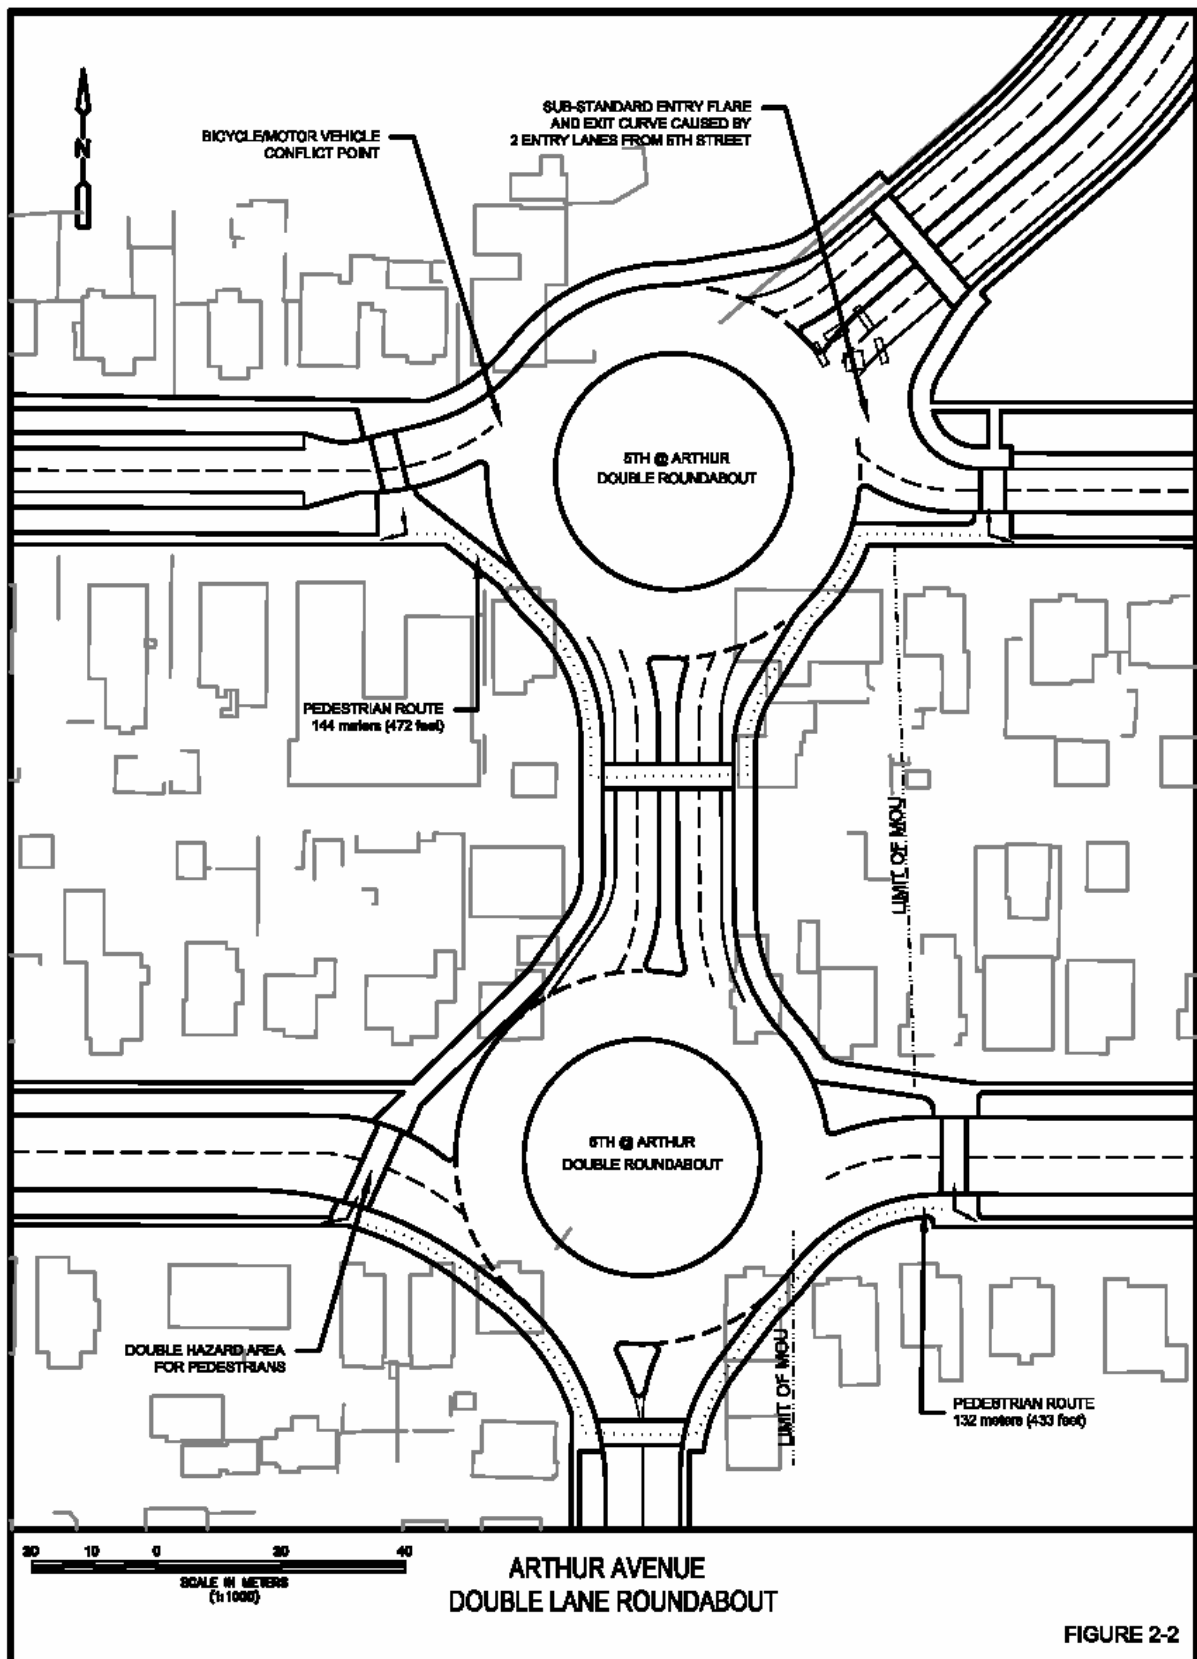 N
BICYCLE/MOTOR VEHICLE
CONFLICT POINT
SUB-STANDARD ENTRY FLARE
AND EXIT CURVE CAUSED BY
2 ENTRY LANES FROM 5TH STREET
5TH @ ARTHUR
DOUBLE ROUNDABOUT
PEDESTRIAN ROUTE
144 meters (472 feet)
LIMIT OF MOU
6TH @ ARTHUR
DOUBLE ROUNDABOUT
DOUBLE HAZARD AREA
FOR PEDESTRIANS
LIMIT OF MOU
PEDESTRIAN ROUTE
132 meters (433 feet)
20 10 0 20 40
SCALE IN METERS
(1:1000)
ARTHUR AVENUE
DOUBLE LANE ROUNDABOUT
FIGURE 2-2